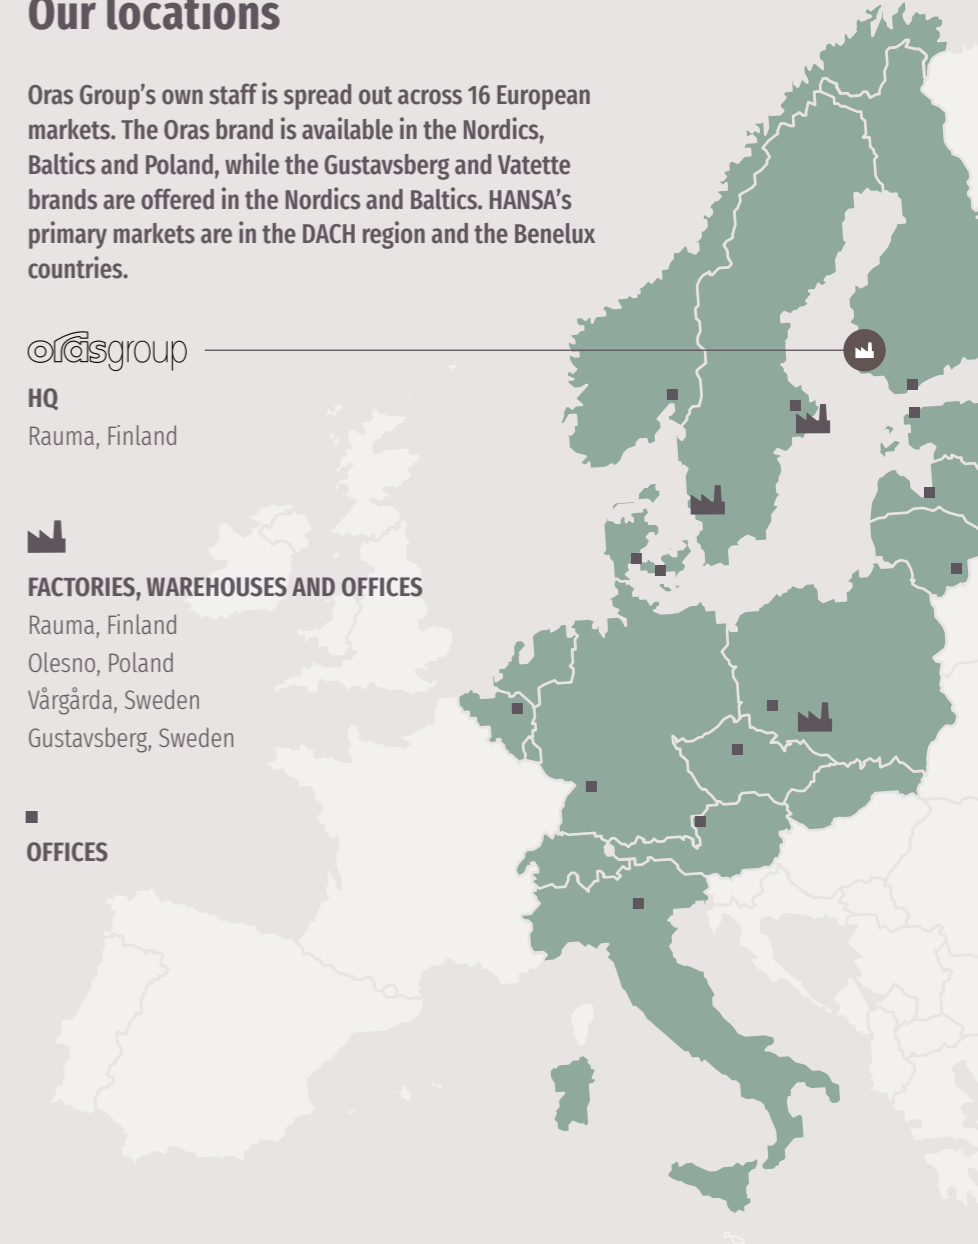 Our locations
Oras Group’s own staff is spread out across 16 European
markets. The Oras brand is available in the Nordics,
Baltics and Poland, while the Gustavsberg and Vatette
brands are offered in the Nordics and Baltics. HANSA’s
primary markets are in the DACH region and the Benelux
countries.
orasgroup
HQ
Rauma, Finland
FACTORIES, WAREHOUSES AND OFFICES
Rauma, Finland
Olesno, Poland
Vårgårda, Sweden
Gustavsberg, Sweden
OFFICES